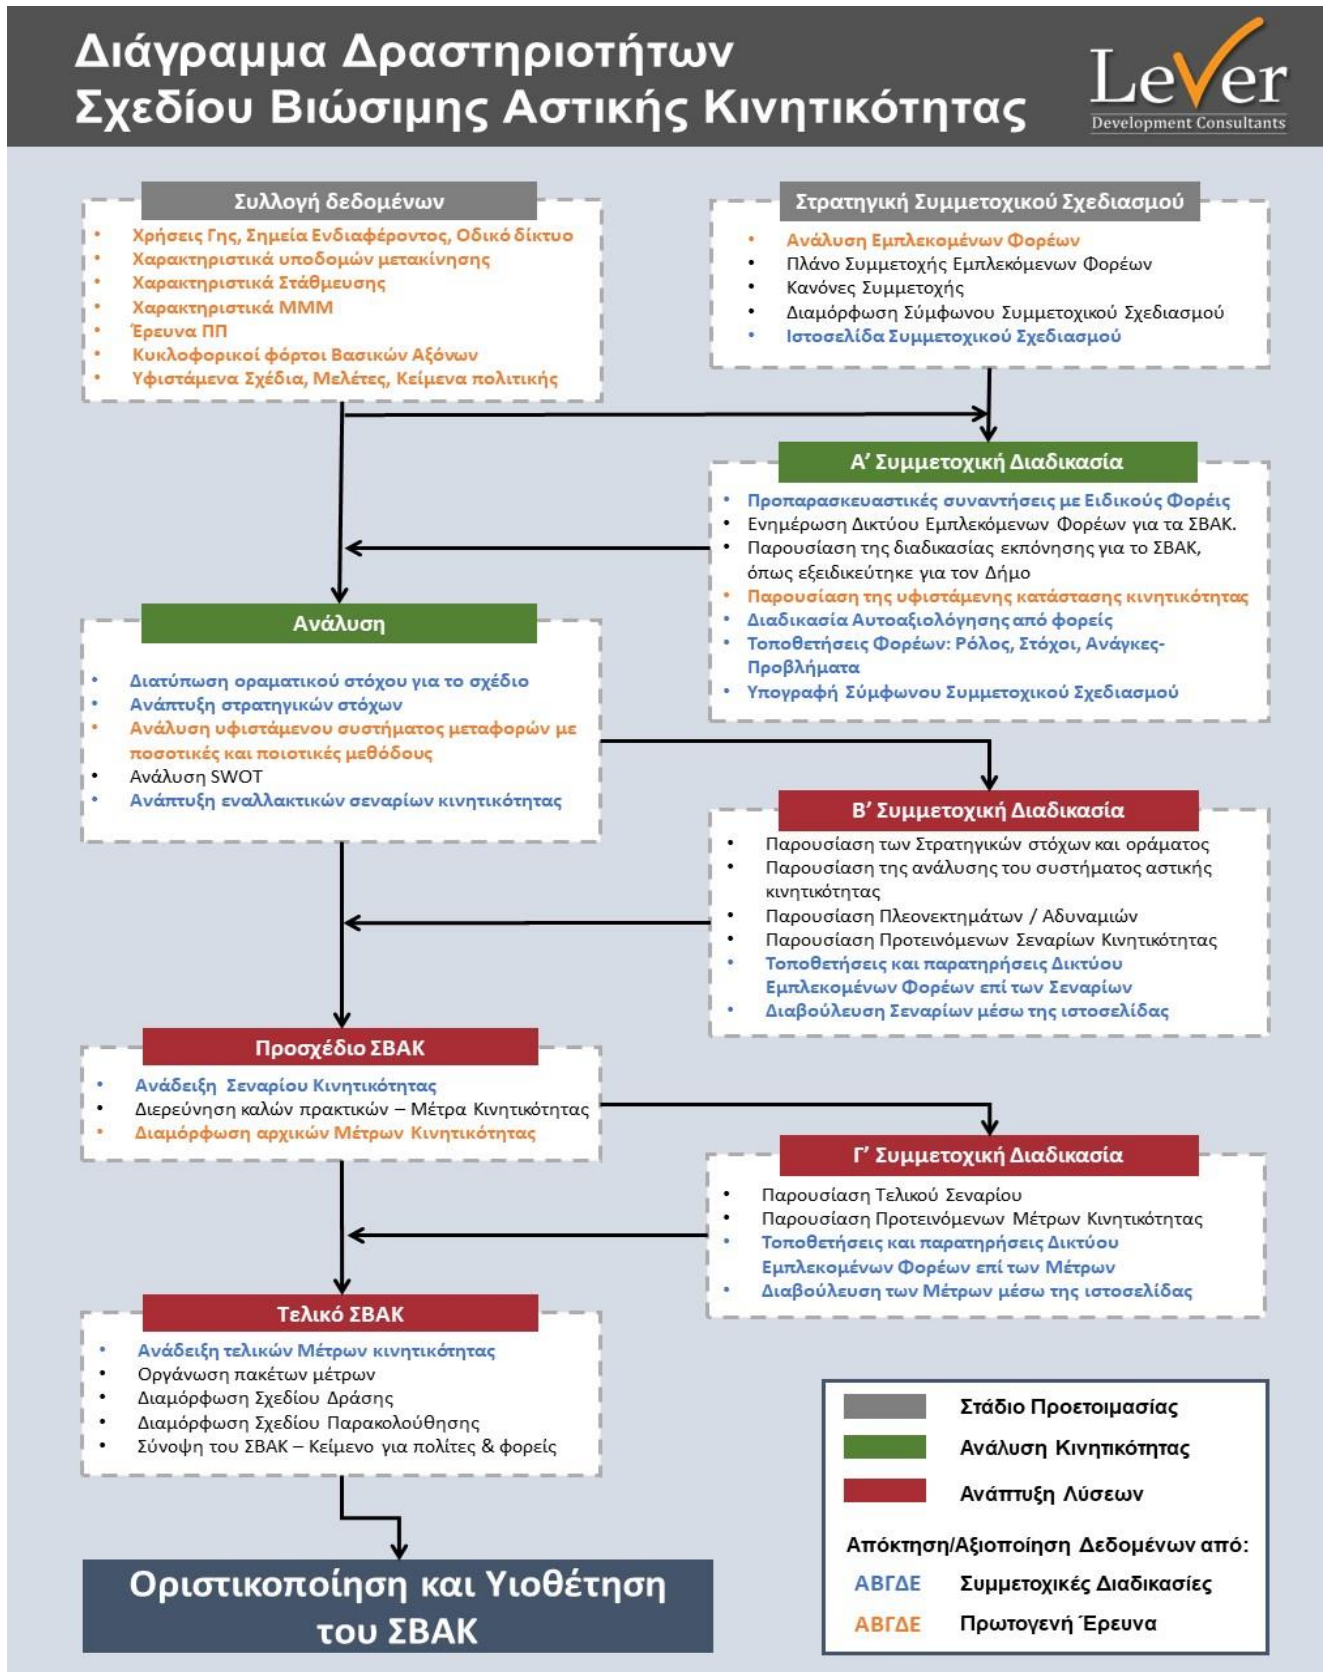 Διάγραμμα Δραστηριοτήτων
Σχεδίου Βιώσιμης Αστικής Κινητικότητας
LeVer
Development Consultants
Συλλογή δεδομένων
• Χρήσεις Γης, Σημεία Ενδιαφέροντος, Οδικό δίκτυο
• Χαρακτηριστικά υποδομών μετακίνησης
• Χαρακτηριστικά Στάθμευσης
• Χαρακτηριστικά ΜΜΜ
• Έρευνα ΠΠ
• Κυκλοφορικοί φόρτοι Βασικών Αξόνων
• Υφιστάμενα Σχέδια, Μελέτες, Κείμενα πολιτικής
Στρατηγική Συμμετοχικού Σχεδιασμού
• Ανάλυση Εμπλεκομένων Φορέων
• Πλάνο Συμμετοχής Εμπλεκόμενων Φορέων
• Κανόνες Συμμετοχής
• Διαμόρφωση Σύμφωνου Συμμετοχικού Σχεδιασμού
• Ιστοσελίδα Συμμετοχικού Σχεδιασμού
Α’ Συμμετοχική Διαδικασία
• Προπαρασκευαστικές συναντήσεις με Ειδικούς Φορείς
• Ενημέρωση Δικτύου Εμπλεκόμενων Φορέων για τα ΣΒΑΚ.
• Παρουσίαση της διαδικασίας εκπόνησης για το ΣΒΑΚ,
όπως εξειδικεύτηκε για τον Δήμο
• Παρουσίαση της υφιστάμενης κατάστασης κινητικότητας
• Διαδικασία Αυτοαξιολόγησης από φορείς
• Τοποθετήσεις Φορέων: Ρόλος, Στόχοι, Ανάγκες-
Προβλήματα
• Υπογραφή Σύμφωνου Συμμετοχικού Σχεδιασμού
Ανάλυση
• Διατύπωση οραματικού στόχου για το σχέδιο
• Ανάπτυξη στρατηγικών στόχων
• Ανάλυση υφιστάμενου συστήματος μεταφορών με
ποσοτικές και ποιοτικές μεθόδους
• Ανάλυση SWOT
• Ανάπτυξη εναλλακτικών σεναρίων κινητικότητας
Β’ Συμμετοχική Διαδικασία
• Παρουσίαση των Στρατηγικών στόχων και οράματος
• Παρουσίαση της ανάλυσης του συστήματος αστικής
κινητικότητας
• Παρουσίαση Πλεονεκτημάτων / Αδυναμιών
• Παρουσίαση Προτεινόμενων Σεναρίων Κινητικότητας
• Τοποθετήσεις και παρατηρήσεις Δικτύου
Εμπλεκομένων Φορέων επί των Σεναρίων
• Διαβούλευση Σεναρίων μέσω της ιστοσελίδας
Προσχέδιο ΣΒΑΚ
• Ανάδειξη Σεναρίου Κινητικότητας
• Διερεύνηση καλών πρακτικών – Μέτρα Κινητικότητας
• Διαμόρφωση αρχικών Μέτρων Κινητικότητας
Γ’ Συμμετοχική Διαδικασία
• Παρουσίαση Τελικού Σεναρίου
• Παρουσίαση Προτεινόμενων Μέτρων Κινητικότητας
• Τοποθετήσεις και παρατηρήσεις Δικτύου
Εμπλεκομένων Φορέων επί των Μέτρων
• Διαβούλευση των Μέτρων μέσω της ιστοσελίδας
Τελικό ΣΒΑΚ
• Ανάδειξη τελικών Μέτρων κινητικότητας
• Οργάνωση πακέτων μέτρων
• Διαμόρφωση Σχεδίου Δράσης
• Διαμόρφωση Σχεδίου Παρακολούθησης
• Σύνοψη του ΣΒΑΚ – Κείμενο για πολίτες & φορείς
Οριστικοποίηση και Υιοθέτηση
του ΣΒΑΚ
Στάδιο Προετοιμασίας
Ανάλυση Κινητικότητας
Ανάπτυξη Λύσεων
Απόκτηση/Αξιοποίηση Δεδομένων από:
ΑΒΓΔΕ Συμμετοχικές Διαδικασίες
ΑΒΓΔΕ Πρωτογενή Έρευνα